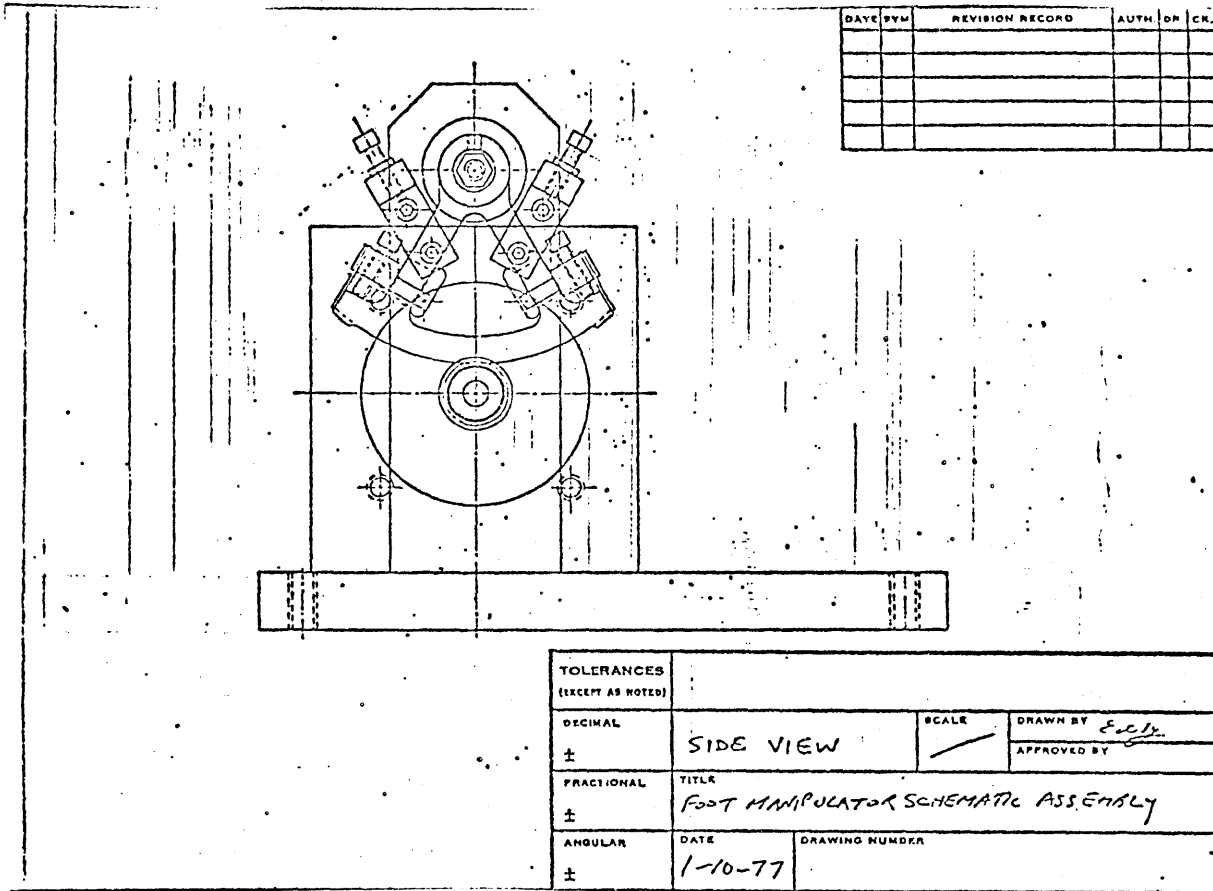 DATE SYM REVISION RECORD AUTH. DR. CK.
TOLERANCES
(EXCEPT AS NOTED)
DECIMAL
±
SIDE VIEW
SCALE
DRAWN BY
APPROVED BY
FRACTIONAL
±
TITLE
FOOT MANIPULATOR SCHEMATIC ASSEMBLY
ANGULAR
±
DATE
1-10-77
DRAWING NUMBER